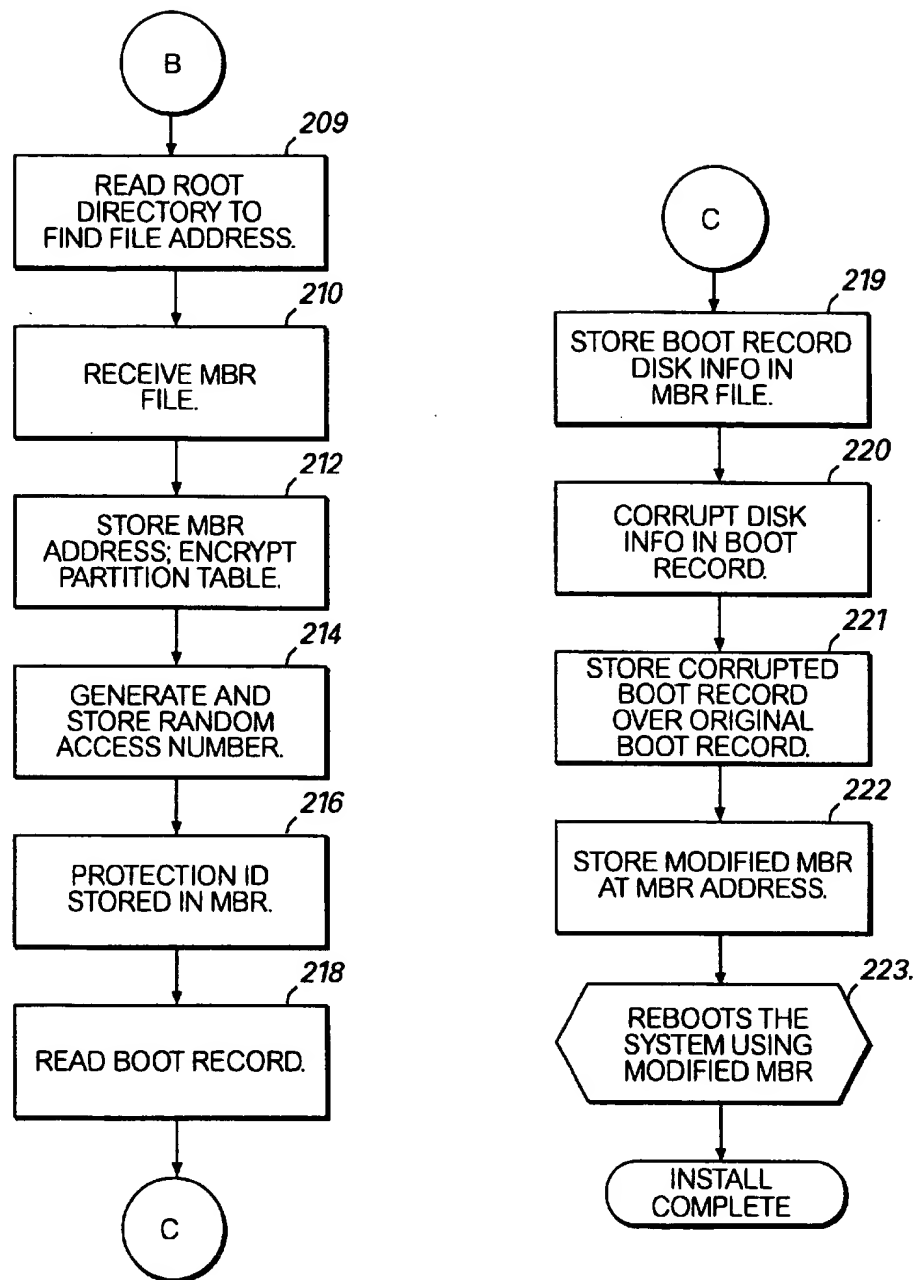 B
209
READ ROOT
DIRECTORY TO
FIND FILE ADDRESS.
210
RECEIVE MBR
FILE.
212
STORE MBR
ADDRESS; ENCRYPT
PARTITION TABLE.
214
GENERATE AND
STORE RANDOM
ACCESS NUMBER.
216
PROTECTION ID
STORED IN MBR.
218
READ BOOT RECORD.
C
C
219
STORE BOOT RECORD
DISK INFO IN
MBR FILE.
220
CORRUPT DISK
INFO IN BOOT
RECORD.
221
STORE CORRUPTED
BOOT RECORD
OVER ORIGINAL
BOOT RECORD.
222
STORE MODIFIED MBR
AT MBR ADDRESS.
223.
REBOOTS THE
SYSTEM USING
MODIFIED MBR
INSTALL
COMPLETE